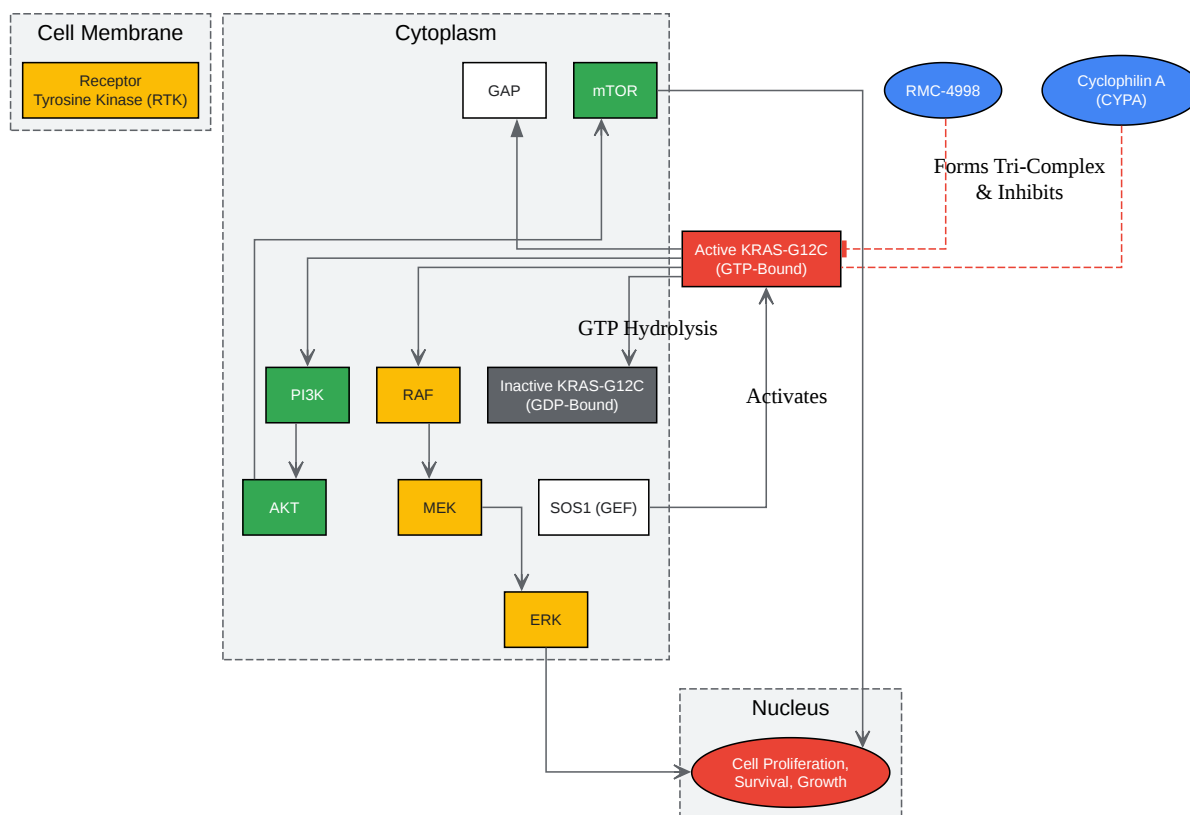 Cell Membrane
Receptor
Tyrosine Kinase (RTK)
Cytoplasm
GAP
mTOR
RMC-4998
Cyclophilin A
(CYPA)
Forms Tri-Complex
& Inhibits
Active KRAS-G12C
(GTP-Bound)
GTP Hydrolysis
PI3K
RAF
Inactive KRAS-G12C
(GDP-Bound)
Activates
AKT
MEK
SOS1 (GEF)
ERK
Nucleus
Cell Proliferation,
Survival, Growth